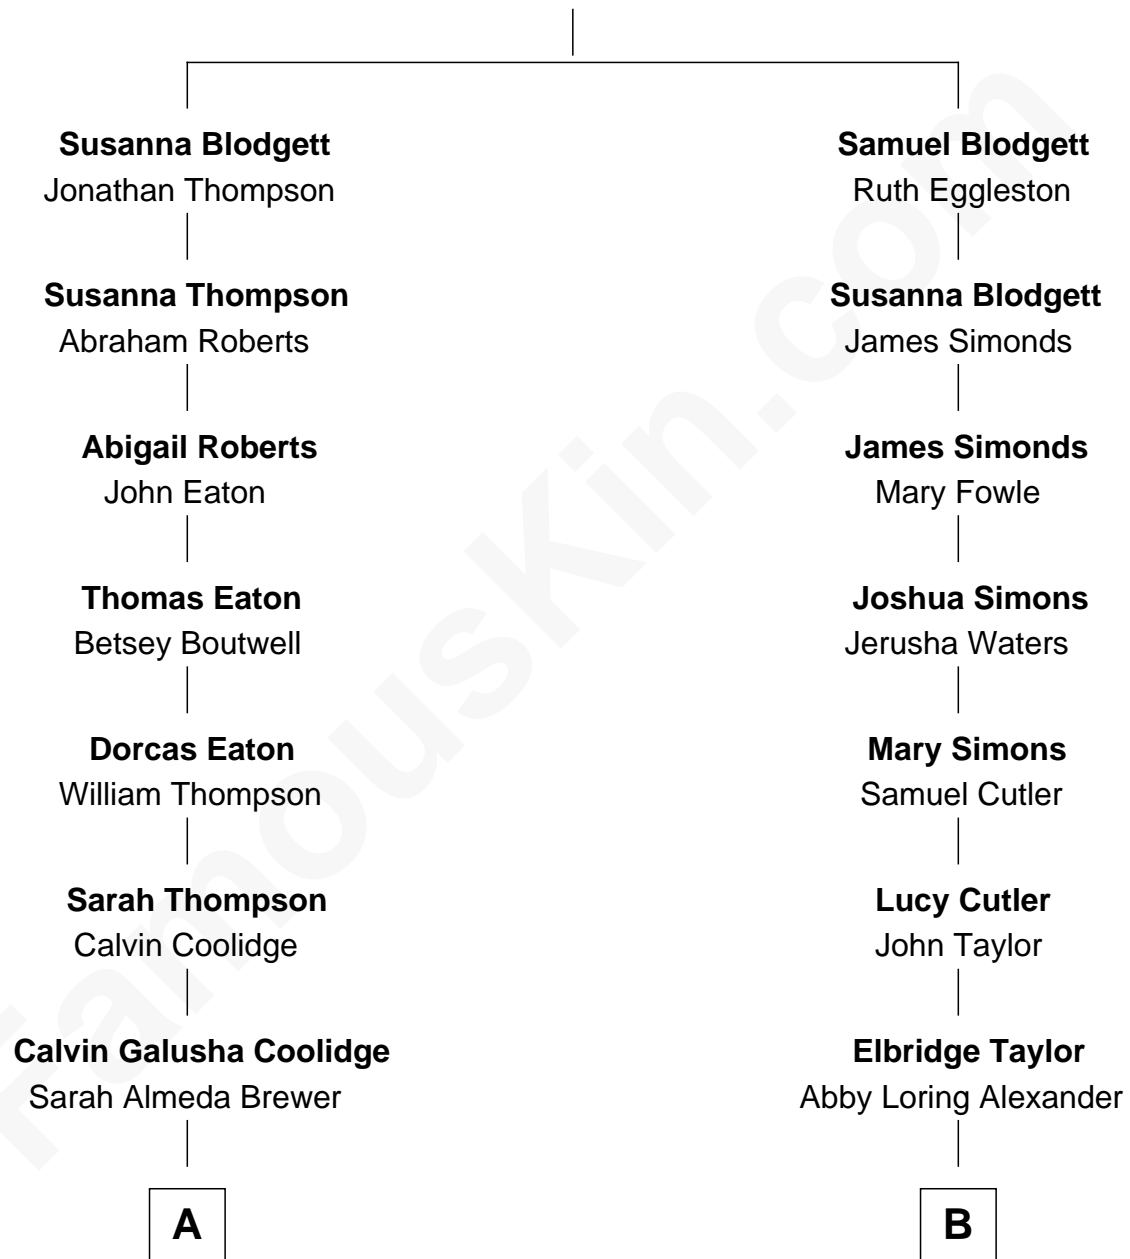 Susanna Blodgett
Jonathan Thompson
Susanna Thompson
Abraham Roberts
Abigail Roberts
John Eaton
Thomas Eaton
Betsey Boutwell
Dorcas Eaton
William Thompson
Sarah Thompson
Calvin Coolidge
Calvin Galusha Coolidge
Sarah Almeda Brewer
A
Samuel Blodgett
Ruth Eggleston
Susanna Blodgett
James Simonds
James Simonds
Mary Fowle
Joshua Simons
Jerusha Waters
Mary Simons
Samuel Cutler
Lucy Cutler
John Taylor
Elbridge Taylor
Abby Loring Alexander
B
FamousKin.com